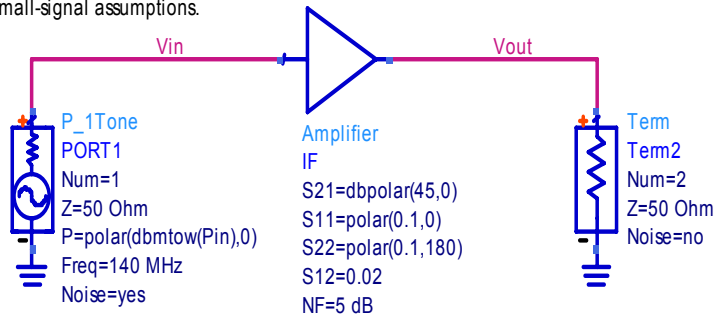 small-signal assumptions.
Vin
Vout
P_1Tone
PORT1
Num=1
Z=50 Ohm
P=polar(dbmtow(Pin),0)
Freq=140 MHz
Noise=yes
Amplifier
IF
S21=dbpolar(45,0)
S11=polar(0.1,0)
S22=polar(0.1,180)
S12=0.02
NF=5 dB
Term
Term2
Num=2
Z=50 Ohm
Noise=no